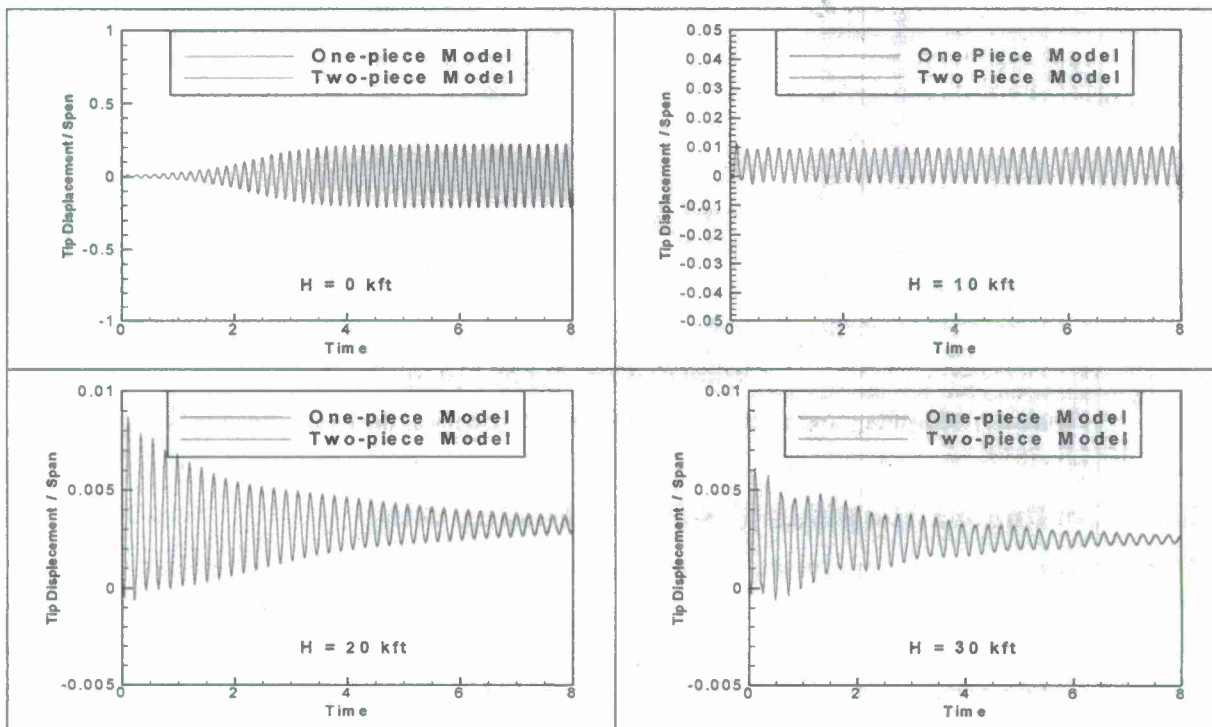 Tip Displacement / Span
1
0.5
0
-0.5
-1
One-piece Model
Two-piece Model
H = 0 kft
0 2 4 6 8
Time
Tip Displacement / Span
0.05
0.04
0.03
0.02
0.01
0
-0.01
-0.02
-0.03
-0.04
-0.05
One Piece Model
Two Piece Model
H = 10 kft
0 2 4 6 8
Time
Tip Displacement / Span
0.01
0.005
0
-0.005
One-piece Model
Two-piece Model
H = 20 kft
0 2 4 6 8
Time
Tip Displecement / Span
0.01
0.005
0
-0.005
One-piece Model
Two-piece Model
H = 30 kft
0 2 4 6 8
Time